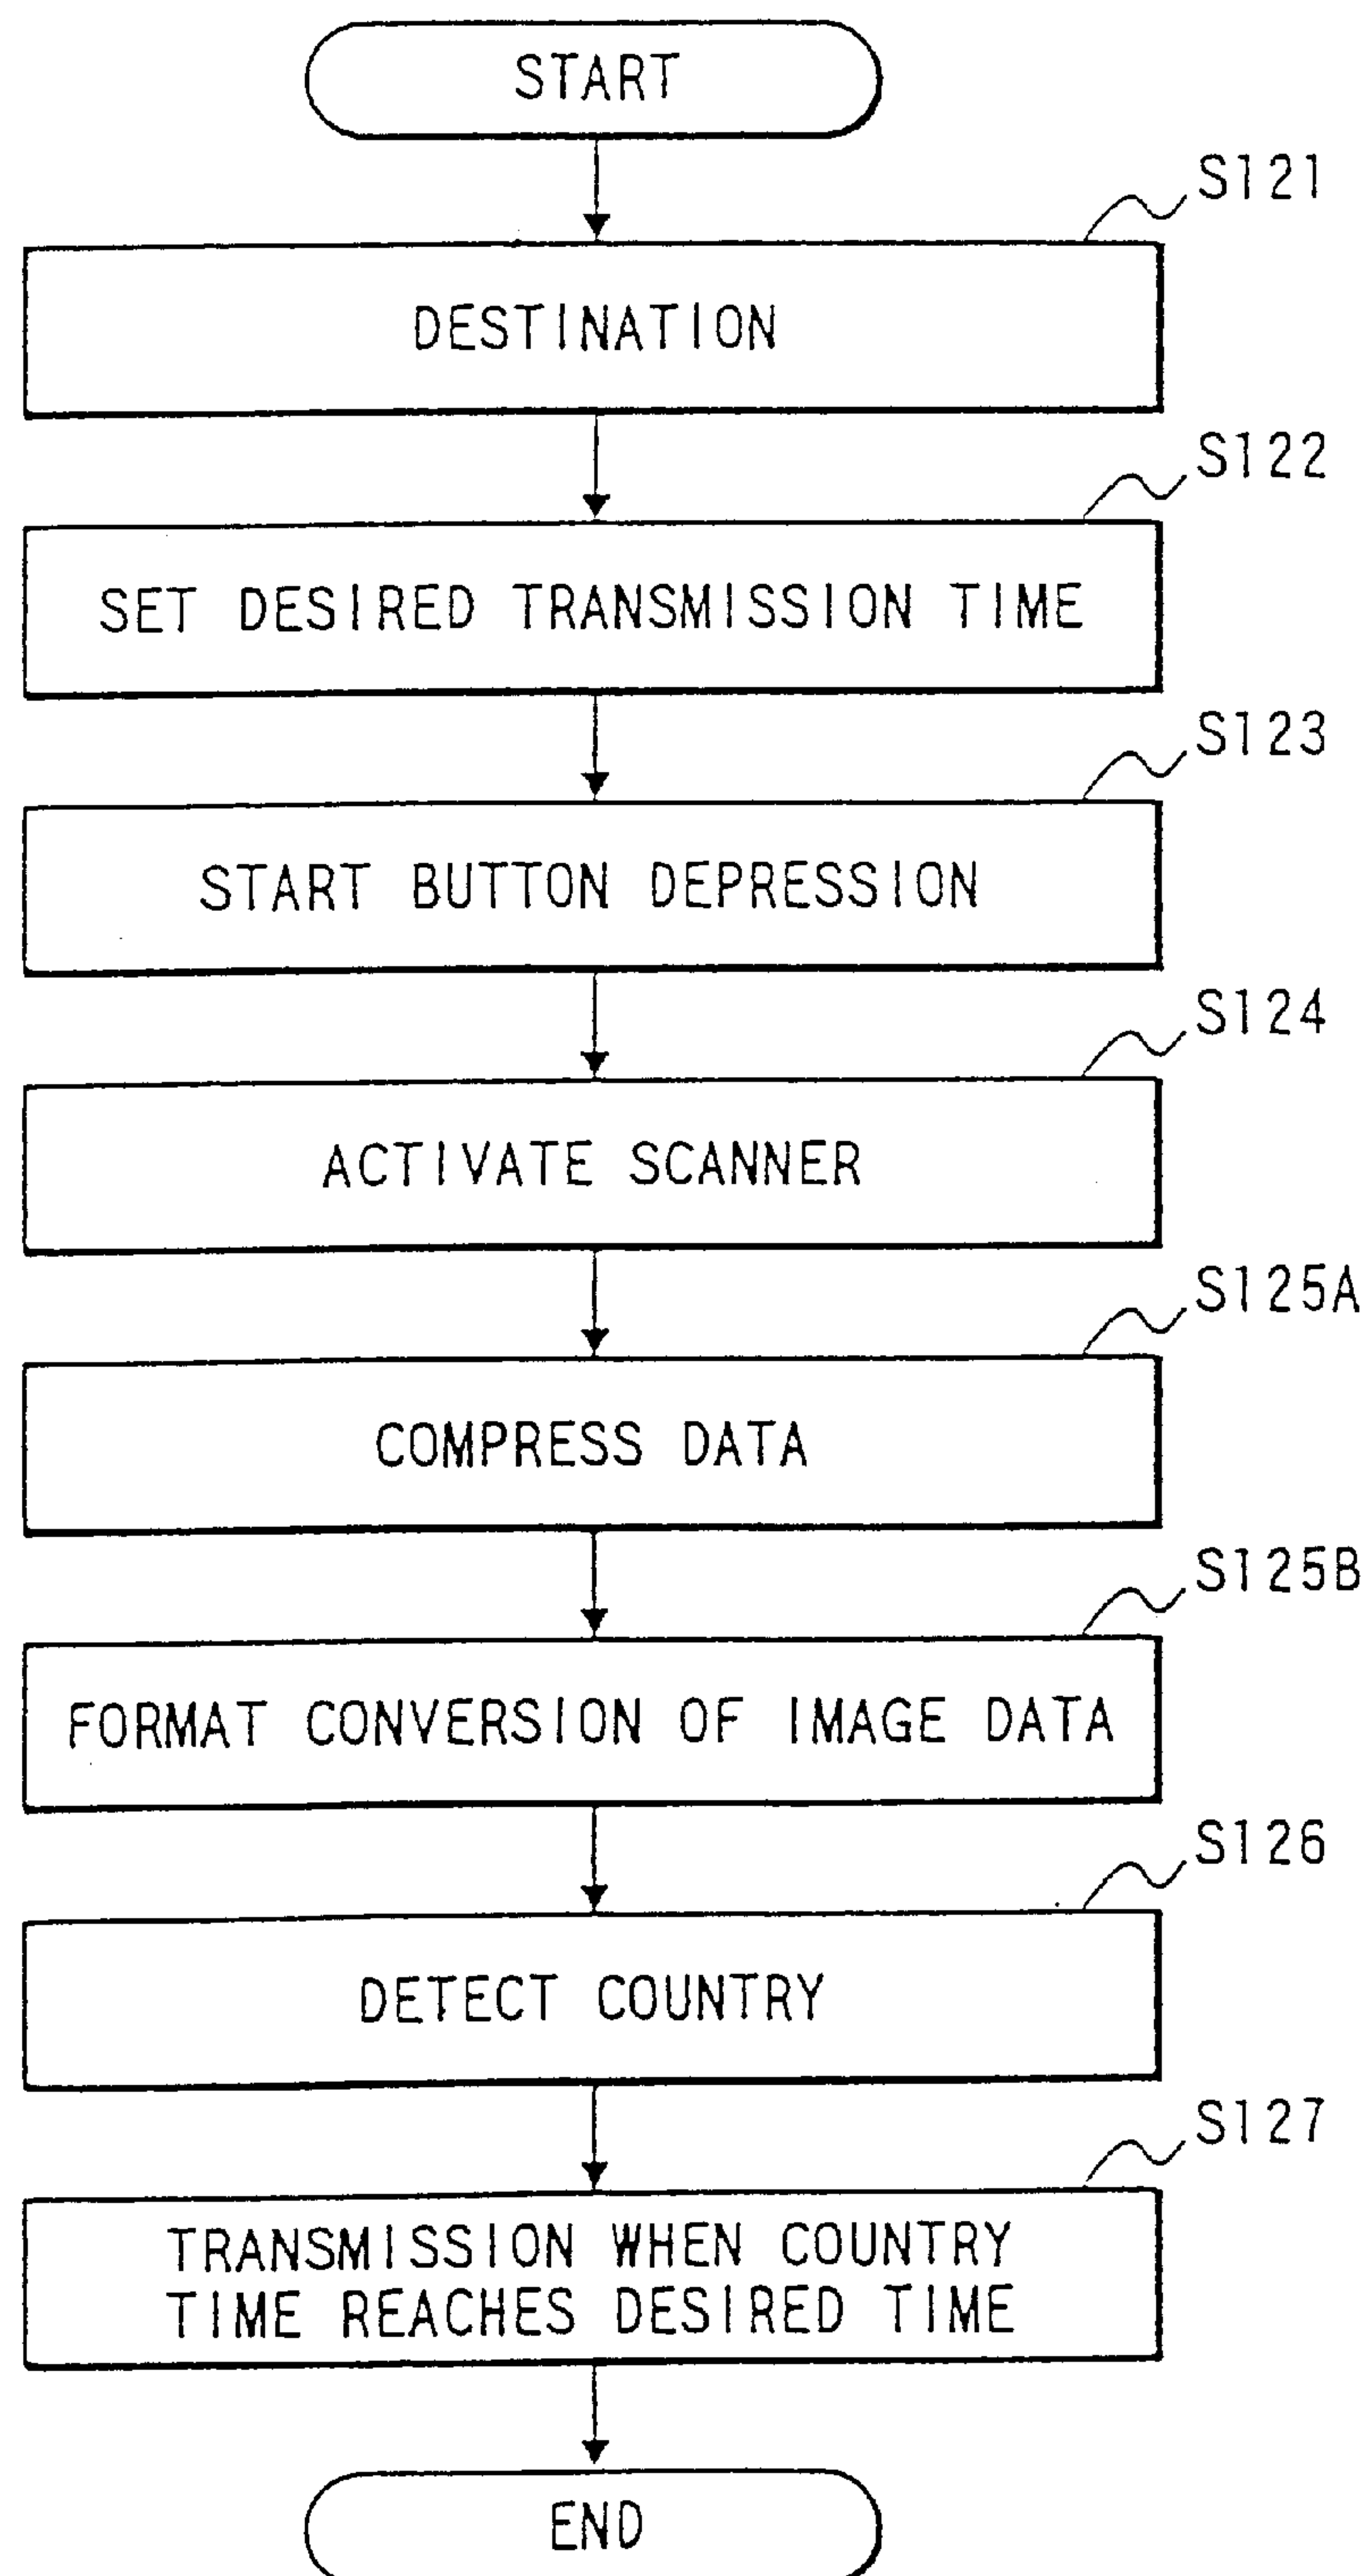 START
S121
DESTINATION
S122
SET DESIRED TRANSMISSION TIME
S123
START BUTTON DEPRESSION
S124
ACTIVATE SCANNER
S125A
COMPRESS DATA
S125B
FORMAT CONVERSION OF IMAGE DATA
S126
DETECT COUNTRY
S127
TRANSMISSION WHEN COUNTRY
TIME REACHES DESIRED TIME
END